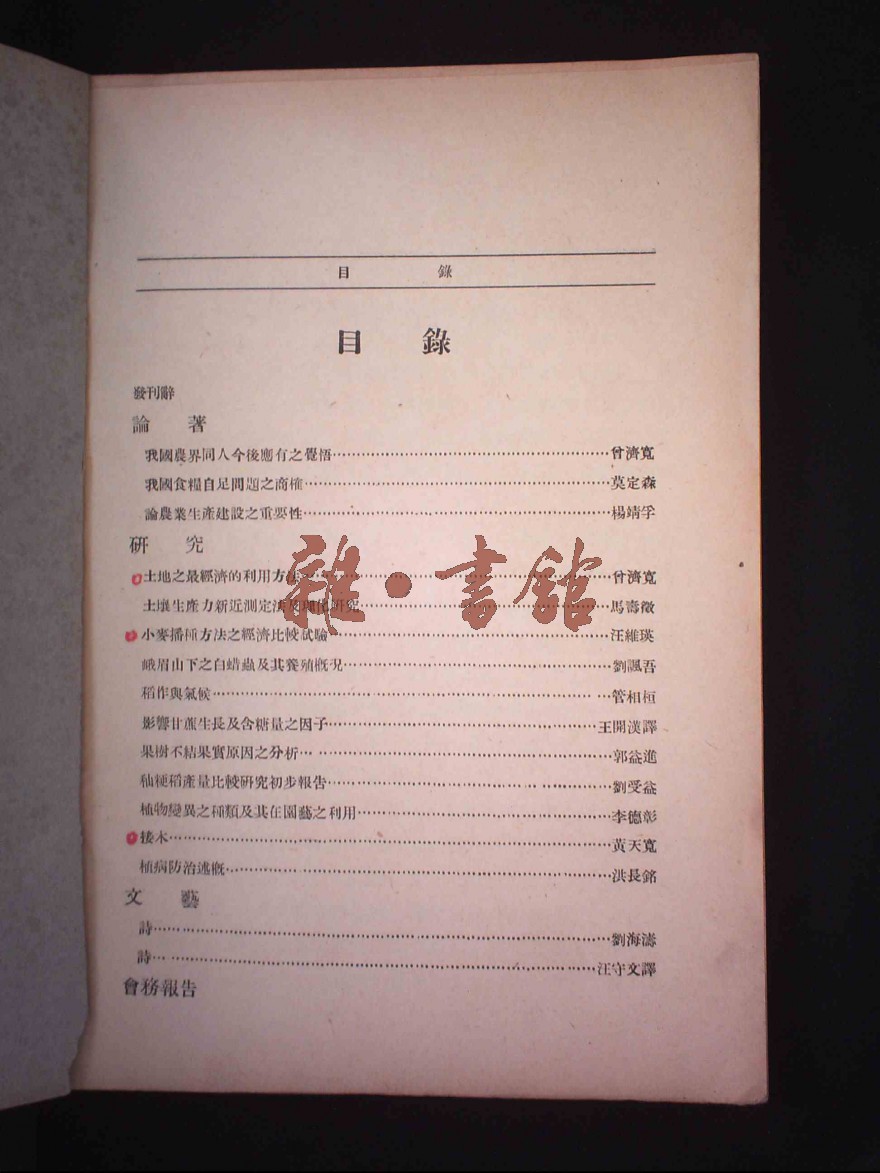 目 錄
目 錄
發刊辭
論 著
我國農界同人今後應有之覺悟……曾濟寬
我國食糧自足問題之商榷……莫定森
論農業生產建設之重要性……楊靖孚
研 究
土地之最經濟的利用方法……曾濟寬
土壤生產力新近測定法及其他研究……馬壽徵
小麥播種方法之經濟比較試驗……汪維瑛
峨眉山下之白蜡蟲及其養殖概況……劉諷吾
稻作與氣候……管相桓
影響甘蔗生長及含糖量之因子……王開漢譯
果樹不結果實原因之分析……郭益進
秈粳稻產量比較研究初步報告……劉受益
植物變異之種類及其在園藝之利用……李德彰
接木……黃天寬
植病防治述概……洪長銘
文 藝
詩……劉海濤
詩……汪守文譯
會務報告
雜·書館